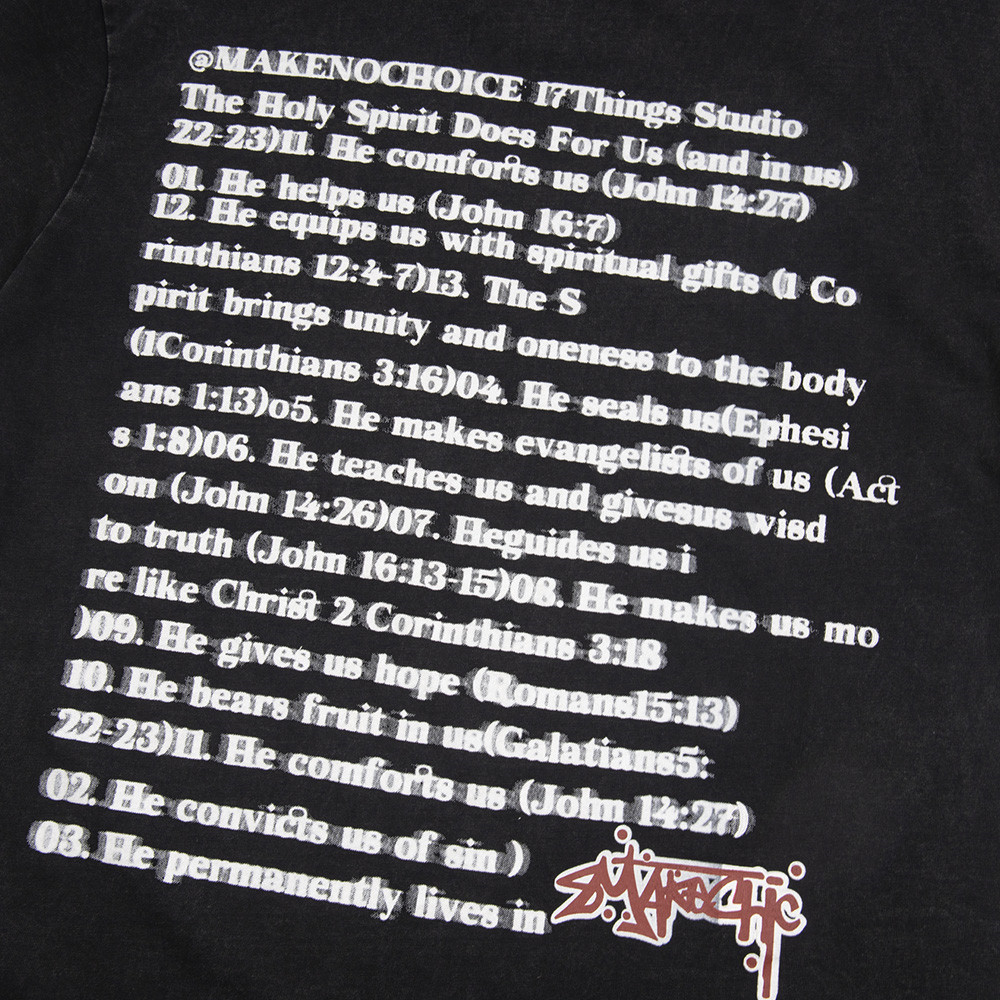 @MAKENOCHOICE 17Things Studio
The Holy Spirit Does For Us (and in us)
22-23)11. He comforts us (John 14:27)
01. He helps us (John 16:7)
12. He equips us with spiritual gifts (1 Co
rinthians 12:4-7)13. The S
pirit brings unity and oneness to the body
(1Corinthians 3:16)04. He seals us(Ephesi
ans 1:13)o5. He makes evangelists of us (Act
s 1:8)06. He teaches us and givesus wisd
om (John 14:26)07. Heguides us i
to truth (John 16:13-15)08. He makes us mo
re like Christ 2 Corinthians 3:18
)09. He gives us hope (Romans15:13)
10. He bears fruit in us(Galatians5:
22-23)11. He comforts us (John 14:27)
02. He convicts us of sin )
03. He permanently lives in